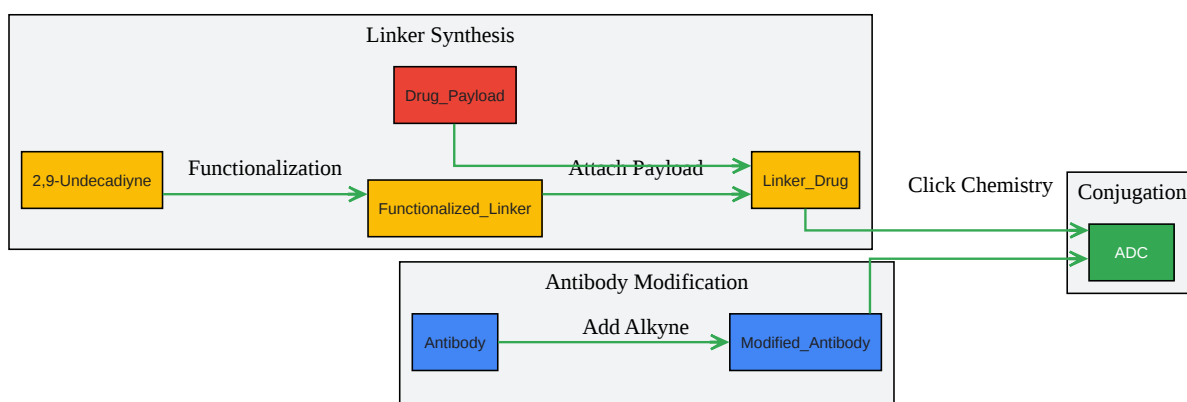 Linker Synthesis
Drug_Payload
2,9-Undecadiyne
Functionalization
Functionalized_Linker
Attach Payload
Linker_Drug
Click Chemistry
Conjugation
ADC
Antibody Modification
Antibody
Add Alkyne
Modified_Antibody